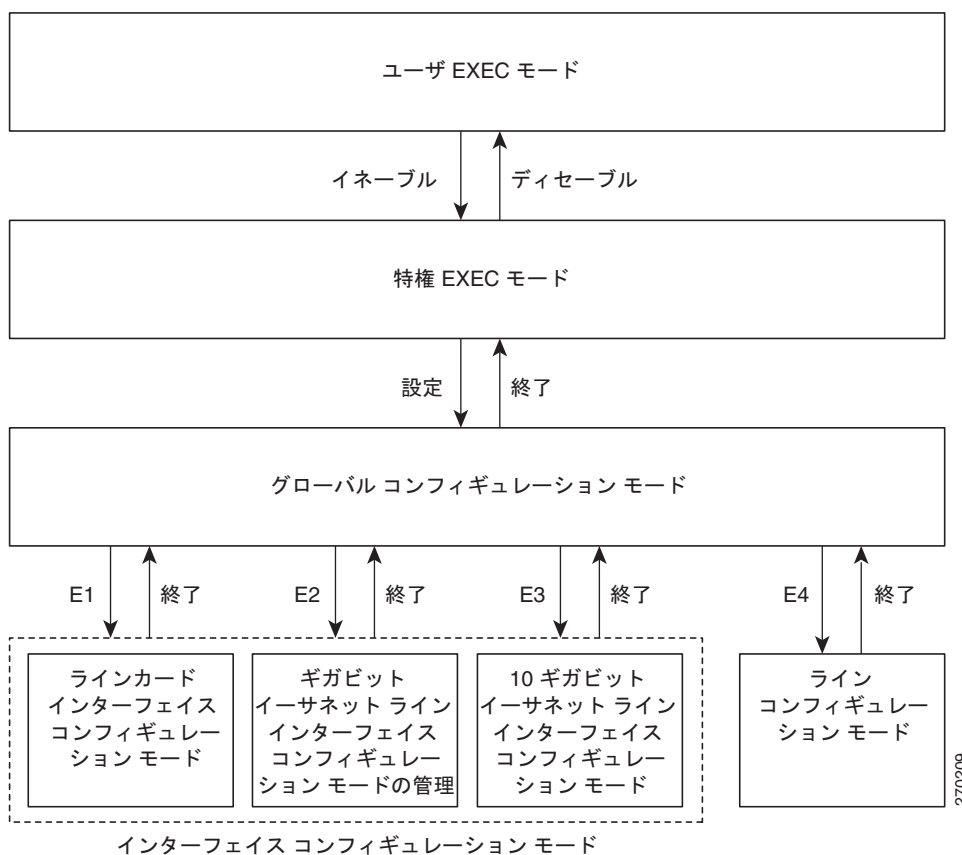 ユーザ EXEC モード
イネーブル
ディセーブル
特権 EXEC モード
設定
終了
グローバル コンフィギュレーション モード
E1
終了
E2
終了
E3
終了
E4
終了
ラインカード
インターフェイス
コンフィギュレー
ション モード
ギガビット
イーサネット ライン
インターフェイス
コンフィギュレー
ション モードの管理
10 ギガビット
イーサネット ライン
インターフェイス
コンフィギュレー
ション モード
ライン
コンフィギュレー
ション モード
270209
インターフェイス コンフィギュレーション モード